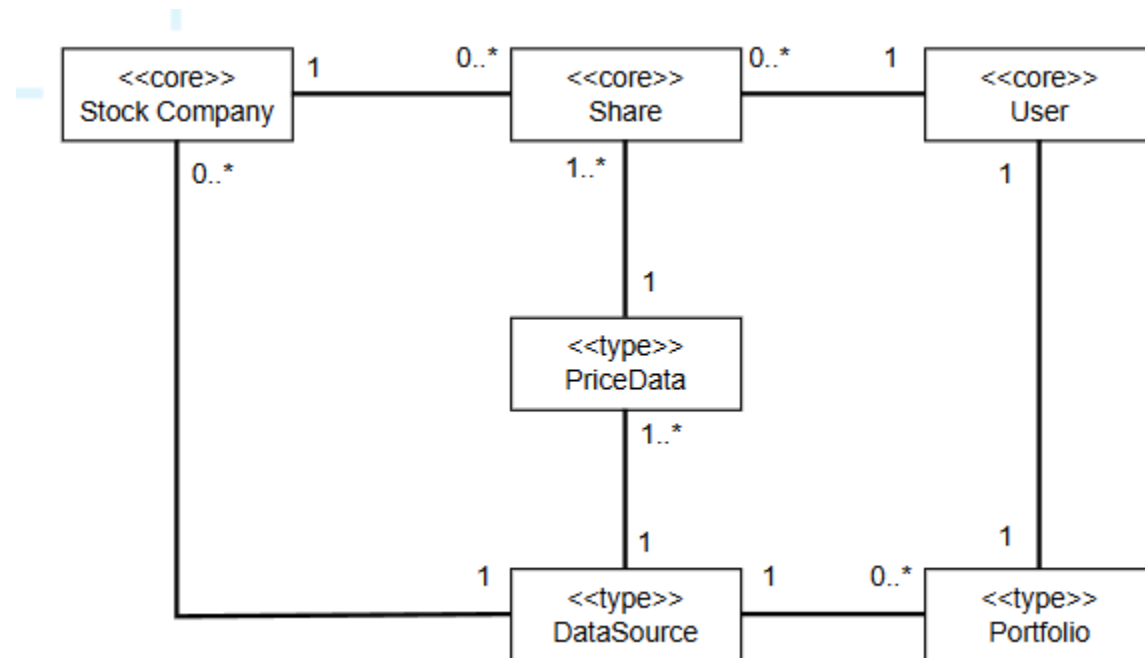 <<core>>
Stock Company
1
0..*
<<core>>
Share
0..*
1
<<core>>
User
0..*
1..*
1
1
<<type>>
PriceData
1..*
1
1
1
1
0..*
<<type>>
DataSource
<<type>>
Portfolio